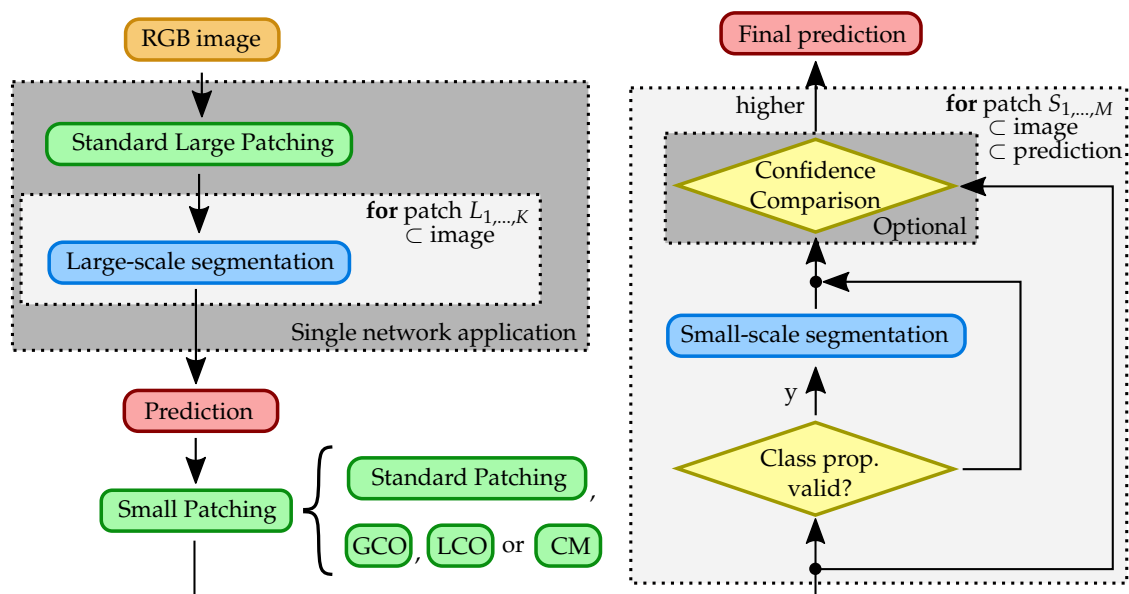 RGB image
Standard Large Patching
for patch L1,...,K
⊂ image
Large-scale segmentation
Single network application
Prediction
Small Patching
Standard Patching ,
GCO , LCO or CM
Final prediction
higher
for patch S1,...,M
⊂ image
⊂ prediction
Confidence
Comparison
Optional
Small-scale segmentation
y
Class prop.
valid?